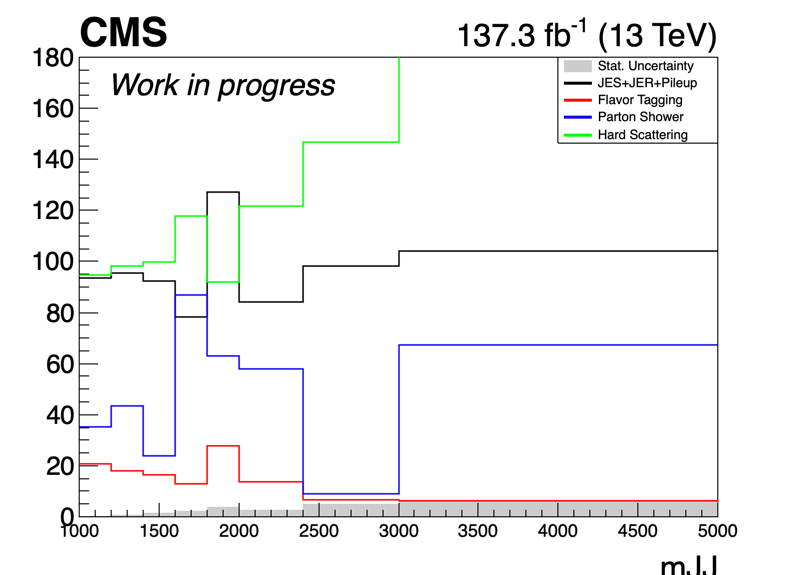 CMS
137.3 fb-1 (13 TeV)
Work in progress
Stat. Uncertainty
JES+JER+Pileup
Flavor Tagging
Parton Shower
Hard Scattering
180
160
140
120
100
80
60
40
20
0
1000 1500 2000 2500 3000 3500 4000 4500 5000
mJJ